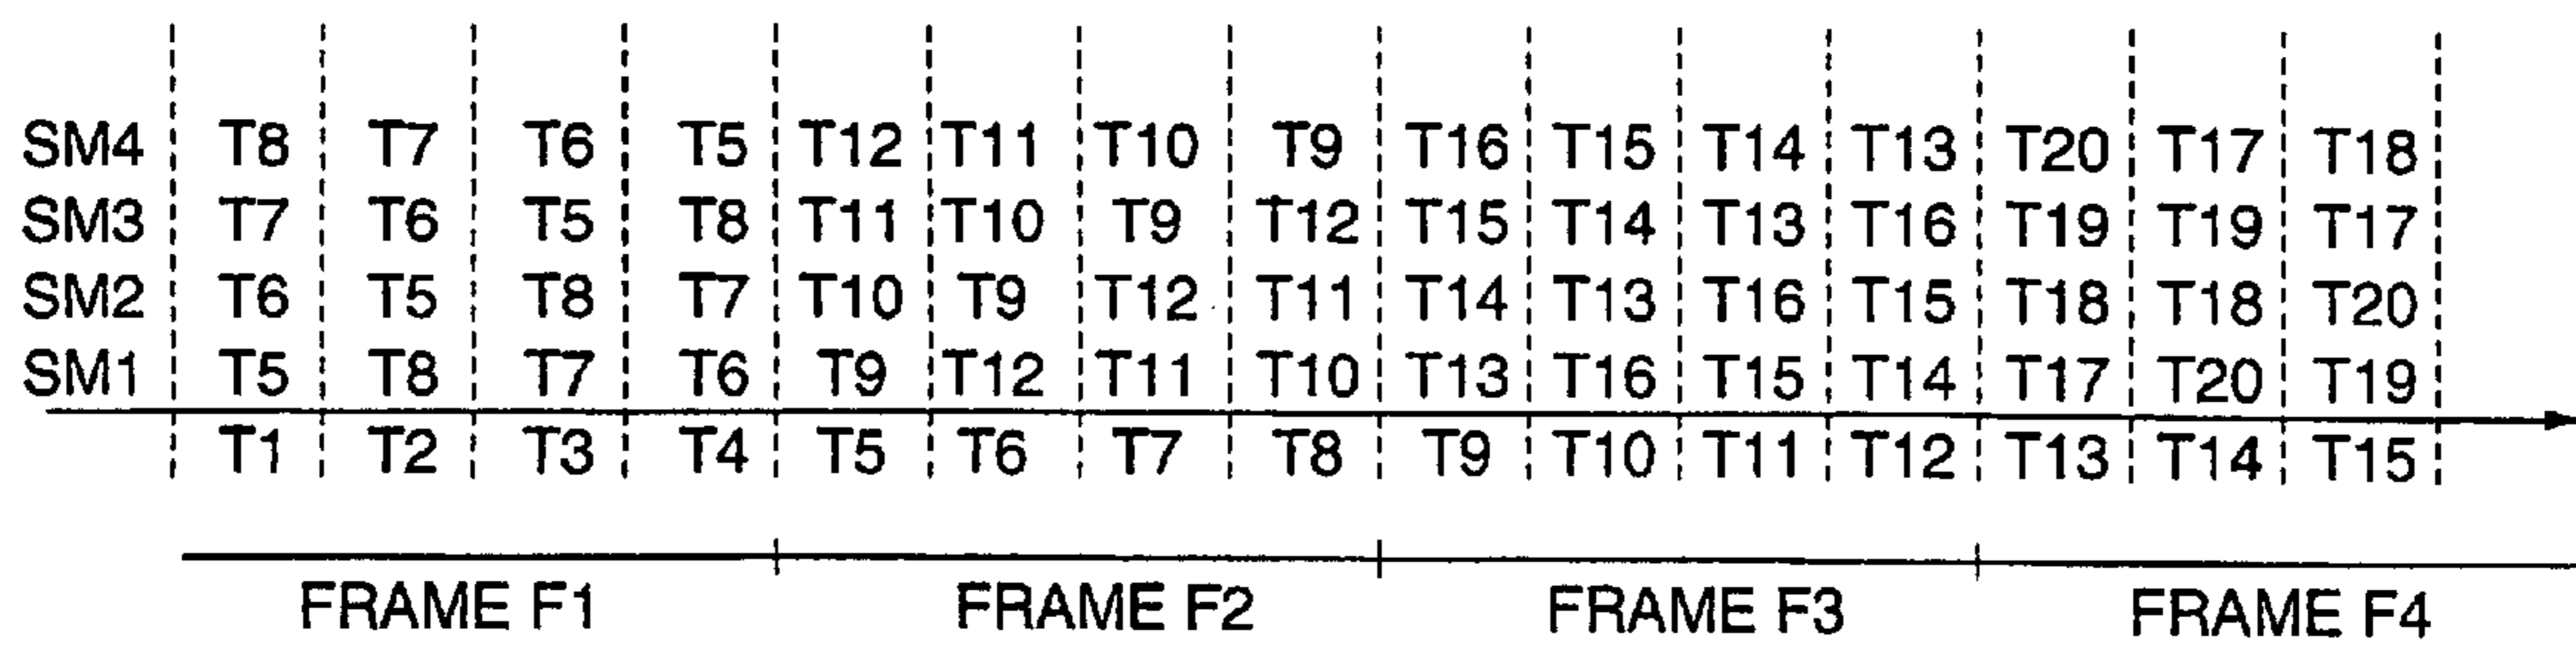 SM4 T8 T7 T6 T5 T12 T11 T10 T9 T16 T15 T14 T13 T20 T17 T18
SM3 T7 T6 T5 T8 T11 T10 T9 T12 T15 T14 T13 T16 T19 T19 T17
SM2 T6 T5 T8 T7 T10 T9 T12 T11 T14 T13 T16 T15 T18 T18 T20
SM1 T5 T8 T7 T6 T9 T12 T11 T10 T13 T16 T15 T14 T17 T20 T19
T1 T2 T3 T4 T5 T6 T7 T8 T9 T10 T11 T12 T13 T14 T15
FRAME F1 FRAME F2 FRAME F3 FRAME F4